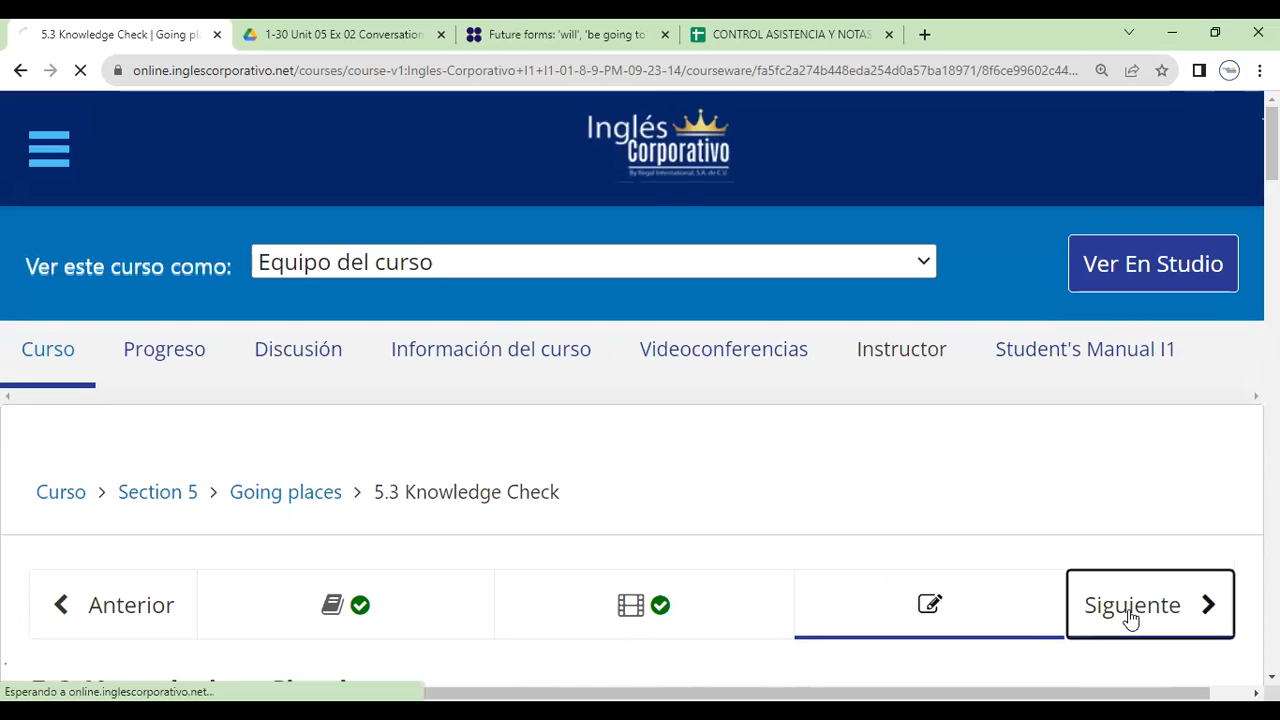 5.3 Knowledge Check | Going pl
1-30 Unit 05 Ex 02 Conversation
Future forms: 'will', 'be going to
CONTROL ASISTENCIA Y NOTAS
online.inglescorporativo.net/courses/course-v1:Ingles-Corporativo+I1+I1-01-8-9-PM-09-23-14/courseware/fa5fc2a274b448eda254d0a57ba18971/8f6ce99602c44...
Inglés
Corporativo
By Regal International, S.A. de C.V.
Ver este curso como:
Equipo del curso
Ver En Studio
Curso
Progreso
Discusión
Información del curso
Videoconferencias
Instructor
Student's Manual I1
Curso > Section 5 > Going places > 5.3 Knowledge Check
Anterior
Siguiente
Esperando a online.inglescorporativo.net...